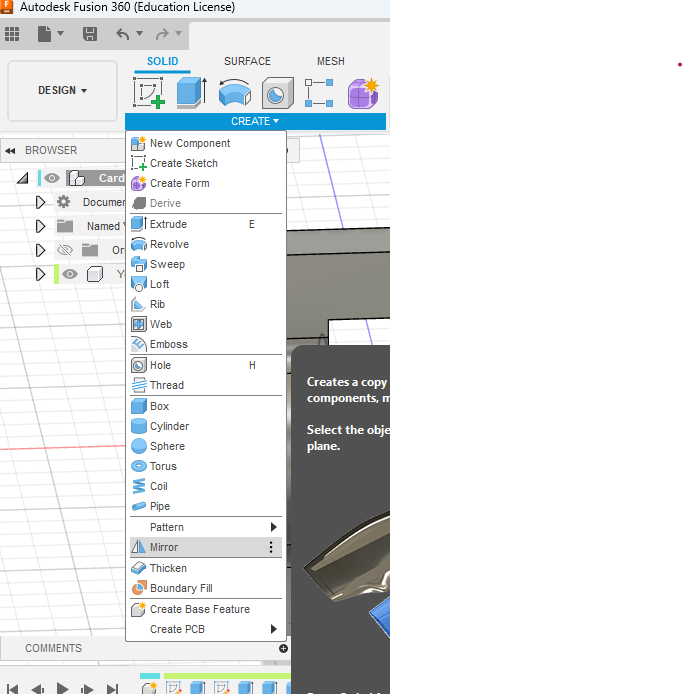 Autodesk Fusion 360 (Education License)
SOLID SURFACE MESH
DESIGN
CREATE
BROWSER
New Component
Create Sketch
Card
Create Form
Docume
Derive
Extrude E
Named
Revolve
Or
Sweep
Loft
Rib
Web
Emboss
Hole H
Thread
Creates a copy
components, m
Box
Cylinder
Select the obje
plane.
Sphere
Torus
Coil
Pipe
Pattern
Mirror
Thicken
Boundary Fill
Create Base Feature
Create PCB
COMMENTS